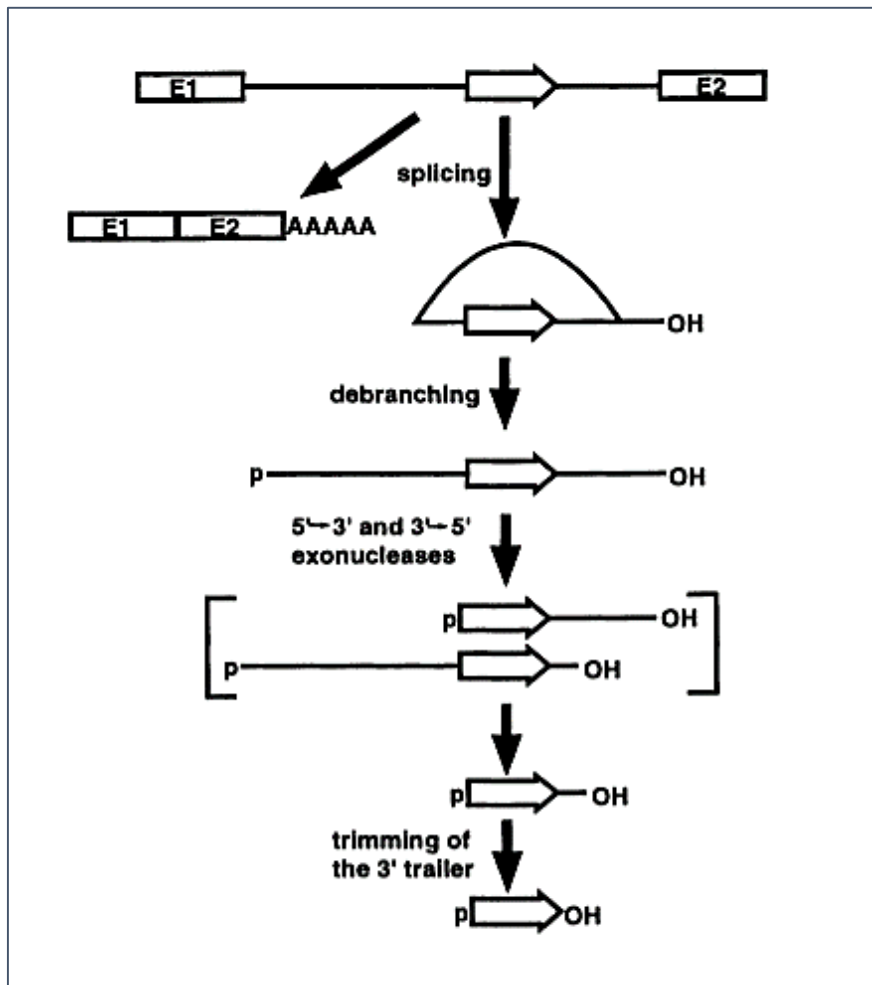 E1
E2
splicing
E1
E2
AAAAA
OH
debranching
p
OH
5'→3' and 3'→5'
exonucleases
p
OH
p
OH
p
OH
trimming of
the 3' trailer
p
OH